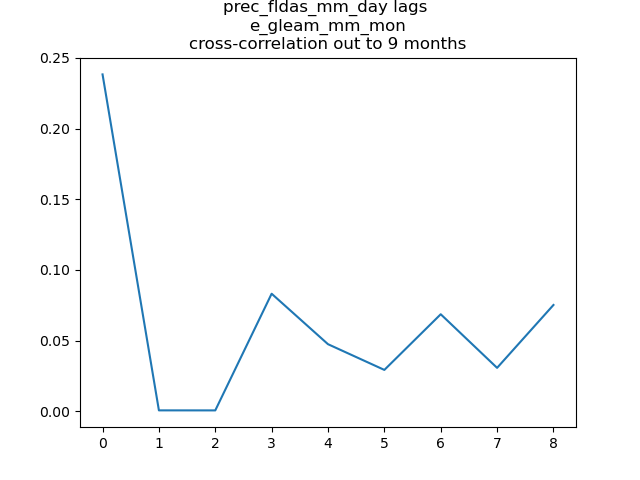 prec_fldas_mm_day lags
e_gleam_mm_mon
cross-correlation out to 9 months
0.25
0.20
0.15
0.10
0.05
0.00
0 1 2 3 4 5 6 7 8